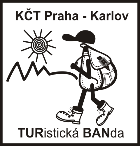 KČT Praha - Karlov
TURistická BANda